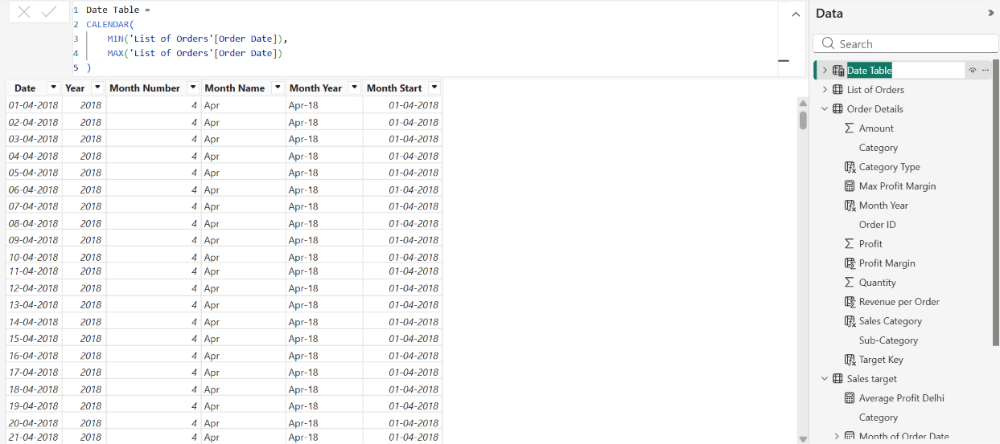 1 Date Table =
2 CALENDAR(
3 MIN('List of Orders'[Order Date]),
4 MAX('List of Orders'[Order Date])
5 )
Date Year Month Number Month Name Month Year Month Start
01-04-2018 2018 4 Apr Apr-18 01-04-2018
02-04-2018 2018 4 Apr Apr-18 01-04-2018
03-04-2018 2018 4 Apr Apr-18 01-04-2018
04-04-2018 2018 4 Apr Apr-18 01-04-2018
05-04-2018 2018 4 Apr Apr-18 01-04-2018
06-04-2018 2018 4 Apr Apr-18 01-04-2018
07-04-2018 2018 4 Apr Apr-18 01-04-2018
08-04-2018 2018 4 Apr Apr-18 01-04-2018
09-04-2018 2018 4 Apr Apr-18 01-04-2018
10-04-2018 2018 4 Apr Apr-18 01-04-2018
11-04-2018 2018 4 Apr Apr-18 01-04-2018
12-04-2018 2018 4 Apr Apr-18 01-04-2018
13-04-2018 2018 4 Apr Apr-18 01-04-2018
14-04-2018 2018 4 Apr Apr-18 01-04-2018
15-04-2018 2018 4 Apr Apr-18 01-04-2018
16-04-2018 2018 4 Apr Apr-18 01-04-2018
17-04-2018 2018 4 Apr Apr-18 01-04-2018
18-04-2018 2018 4 Apr Apr-18 01-04-2018
19-04-2018 2018 4 Apr Apr-18 01-04-2018
20-04-2018 2018 4 Apr Apr-18 01-04-2018
21-04-2018 2018 4 Apr Apr-18 01-04-2018
Data
Search
Date Table
List of Orders
Order Details
Amount
Category
Category Type
Max Profit Margin
Month Year
Order ID
Profit
Profit Margin
Quantity
Revenue per Order
Sales Category
Sub-Category
Target Key
Sales target
Average Profit Delhi
Category
Month of Order Date